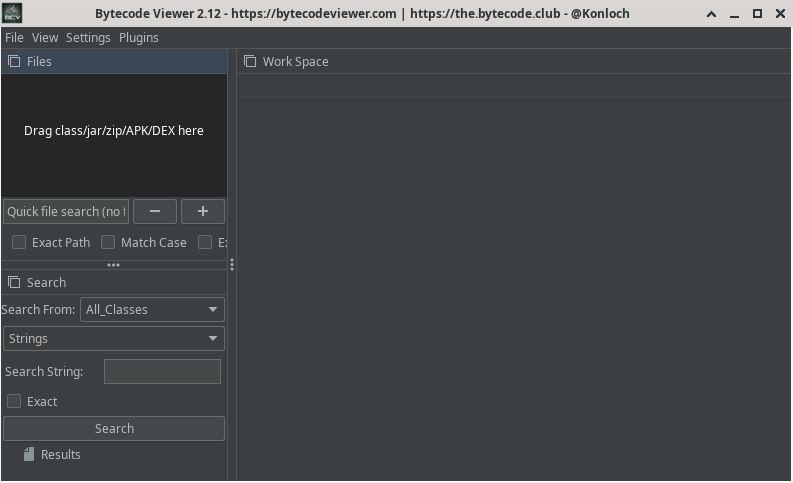 Bytecode Viewer 2.12 - https://bytecodeviewer.com | https://the.bytecode.club - @Konloch
File View Settings Plugins
Files
Work Space
Drag class/jar/zip/APK/DEX here
Quick file search (no
− +
Exact Path Match Case
Search
Search From: All_Classes
Strings
Search String:
Exact
Search
Results